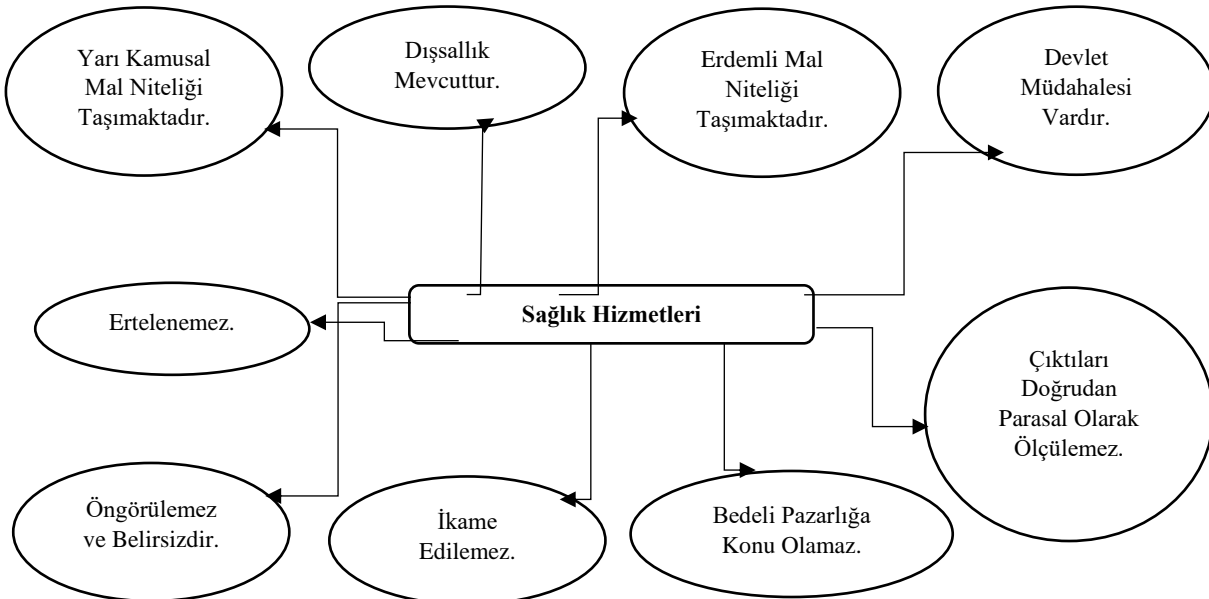 Yarı Kamusal
Mal Niteliği
Taşımaktadır.
Dışsallık
Mevcuttur.
Erdemli Mal
Niteliği
Taşımaktadır.
Devlet
Müdahalesi
Vardır.
Ertelenemez.
Sağlık Hizmetleri
Çıktıları
Doğrudan
Parasal Olarak
Ölçülemez.
Öngörülemez
ve Belirsizdir.
İkame
Edilemez.
Bedeli Pazarlığa
Konu Olamaz.